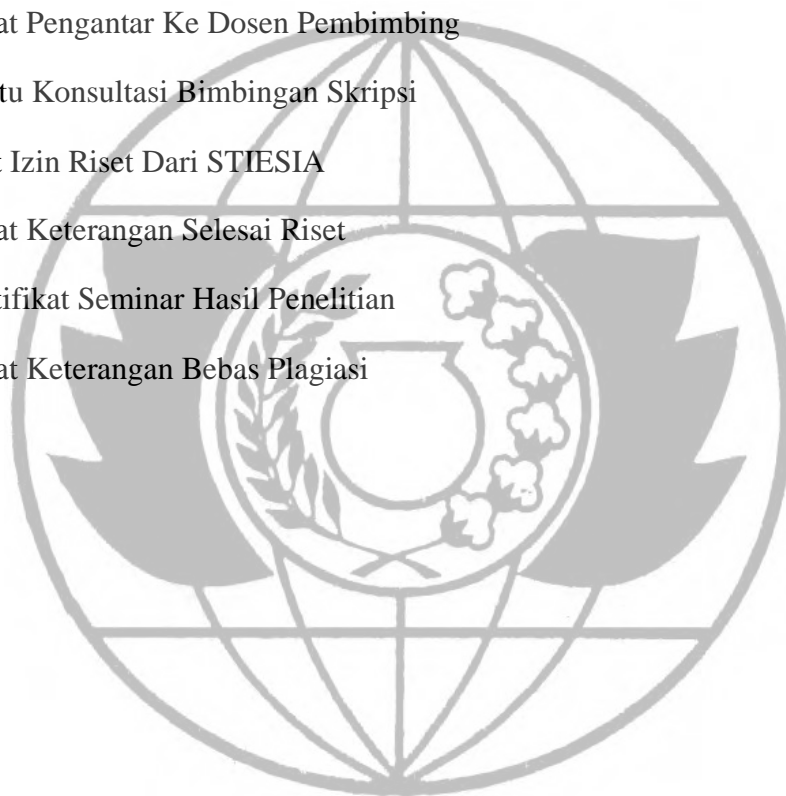 at Pengantar Ke Dosen Pembimbing
tu Konsultasi Bimbingan Skripsi
t Izin Riset Dari STIESIA
at Keterangan Selesai Riset
tifikat Seminar Hasil Penelitian
at Keterangan Bebas Plagiasi